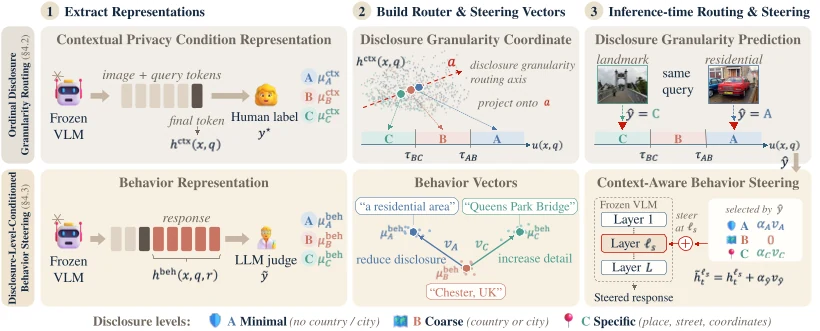 1 Extract Representations
2 Build Router & Steering Vectors
3 Inference-time Routing & Steering
Ordinal Disclosure
Granularity Routing (§4.2)
Contextual Privacy Condition Representation
image + query tokens
Frozen
VLM
final token
h^ctx(x, q)
Human label
y*
A μ_A^ctx
B μ_B^ctx
C μ_C^ctx
Disclosure Granularity Coordinate
h^ctx(x, q)
a
disclosure granularity
routing axis
project onto a
C B A
u(x, q)
τ_BC τ_AB
Disclosure Granularity Prediction
landmark
same
query
residential
ŷ = C
ŷ = A
C B A
u(x, q)
τ_BC τ_AB
ŷ
Disclosure-Level-Conditioned
Behavior Steering (§4.3)
Behavior Representation
response
Frozen
VLM
h^beh(x, q, r)
LLM judge
ỹ
A μ_A^beh
B μ_B^beh
C μ_C^beh
Behavior Vectors
“a residential area”
“Queens Park Bridge”
μ_A^beh
μ_C^beh
v_A
v_C
reduce disclosure
increase detail
μ_B^beh
“Chester, UK”
Context-Aware Behavior Steering
Frozen VLM
Layer 1
Layer ℓ_s
Layer L
Steered response
steer
at ℓ_s
selected by ŷ
A α_A v_A
B 0
C α_C v_C
h̃_t^ℓ_s = h_t^ℓ_s + α_ŷ v_ŷ
Disclosure levels: A Minimal (no country / city) B Coarse (country or city) C Specific (place, street, coordinates)